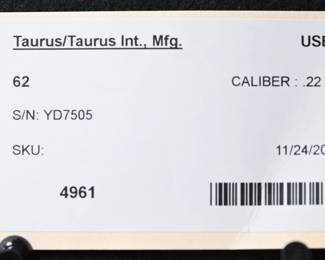 Taurus/Taurus Int., Mfg. USE
62 CALIBER : .22
S/N: YD7505
SKU: 11/24/20
4961